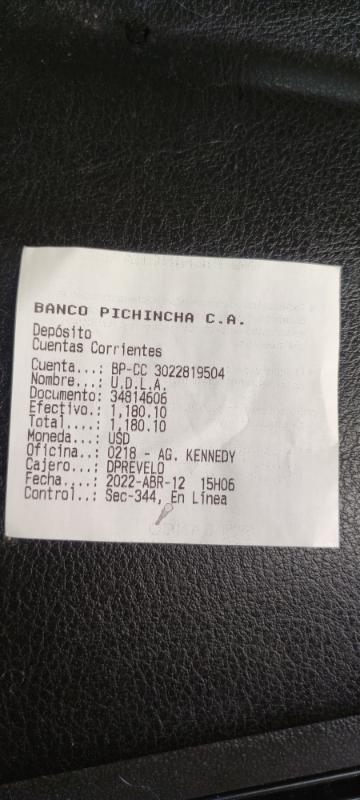 BANCO PICHINCHA C.A.
Depósito
Cuentas Corrientes
Cuenta...: BP-CC 3022819504
Nombre...: U.D.L.A.
Documento: 34814606
Efectivo.: 1,180.10
Total....: 1,180.10
Moneda...: USD
Oficina..: 0218 - AG. KENNEDY
Cajero...: DPREVELO
Fecha....: 2022-ABR-12 15H06
Control..: Sec-344, En Línea